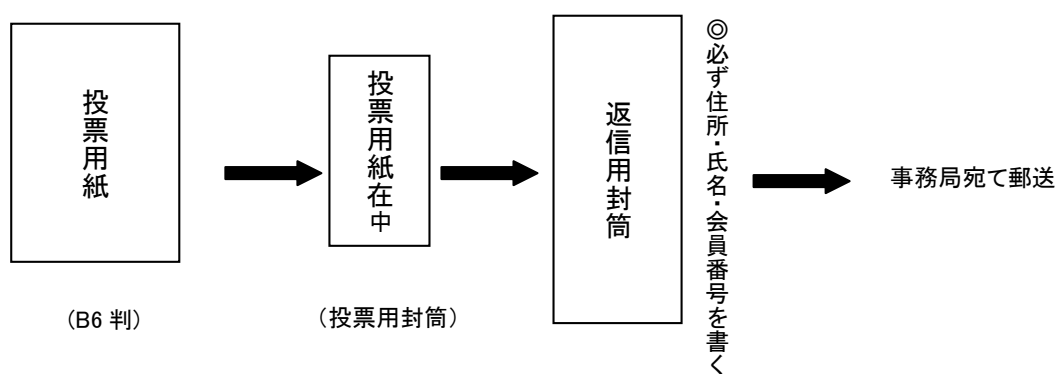 投票用紙
（B6 判）
投票用紙在中
（投票用封筒）
返信用封筒
◎必ず住所・氏名・会員番号を書く
事務局宛て郵送